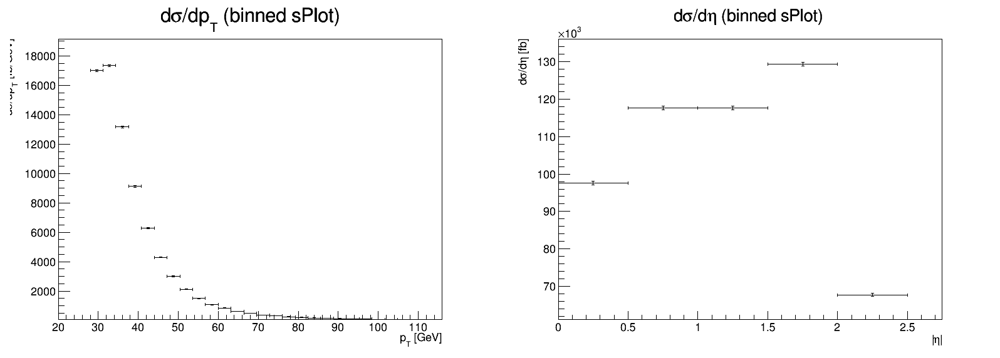 dσ/dp_T (binned sPlot)
18000
16000
14000
12000
10000
8000
6000
4000
2000
20 30 40 50 60 70 80 90 100 110
p_T [GeV]
dσ/dη (binned sPlot)
×10³
dσ/dη [fb]
130
120
110
100
90
80
70
0 0.5 1 1.5 2 2.5
|η|